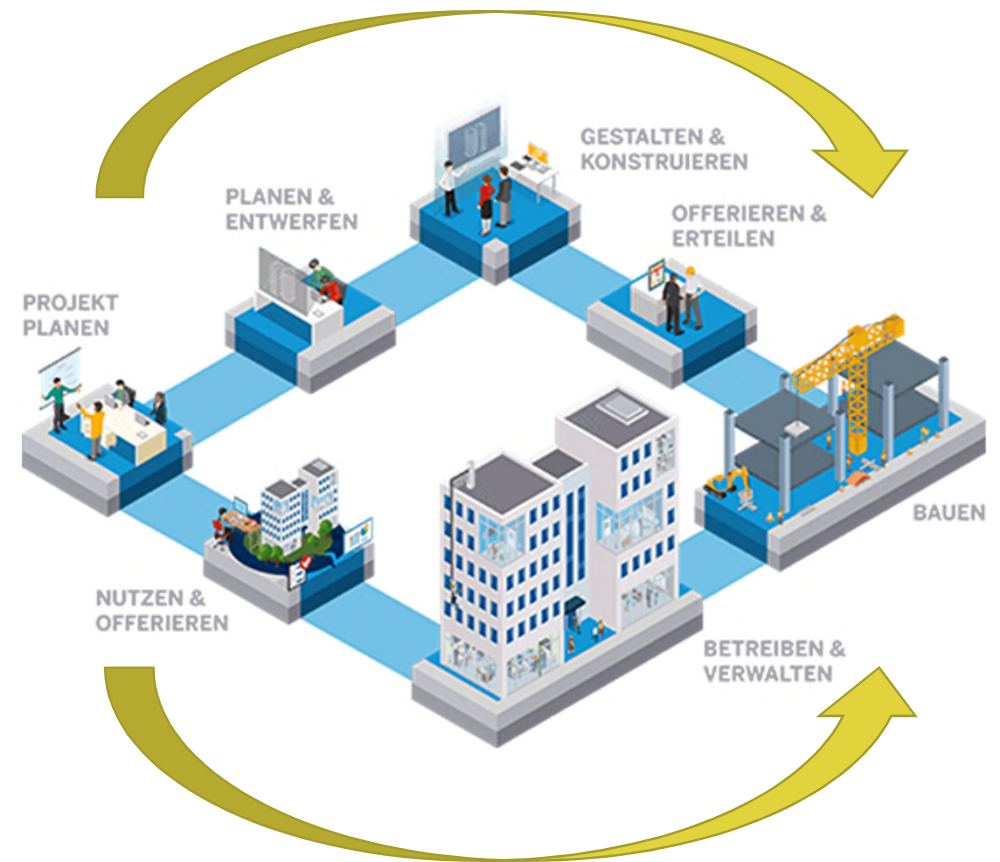 GESTALTEN &
KONSTRUIEREN
PLANEN &
ENTWERFEN
OFFERIEREN &
ERTEILEN
PROJEKT
PLANEN
BAUEN
NUTZEN &
OFFERIEREN
BETREIBEN &
VERWALTEN